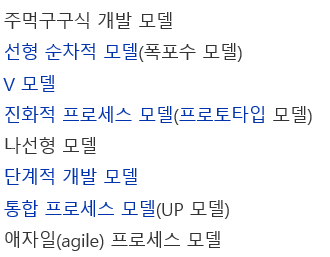 주먹구구식 개발 모델
선형 순차적 모델(폭포수 모델)
V 모델
진화적 프로세스 모델(프로토타입 모델)
나선형 모델
단계적 개발 모델
통합 프로세스 모델(UP 모델)
애자일(agile) 프로세스 모델